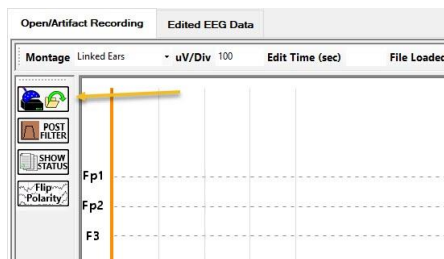 Open/Artifact Recording Edited EEG Data
Montage Linked Ears uV/Div 100 Edit Time (sec) File Loaded
POST
FILTER
SHOW
STATUS
Flip
Polarity
Fp1
Fp2
F3